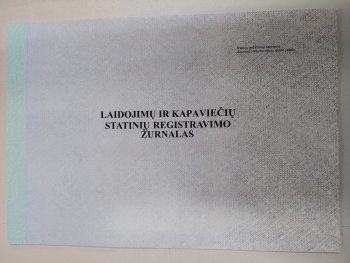 LAIDOJIMŲ IR KAPAVIEČIŲ
STATINIŲ REGISTRAVIMO
ŽURNALAS